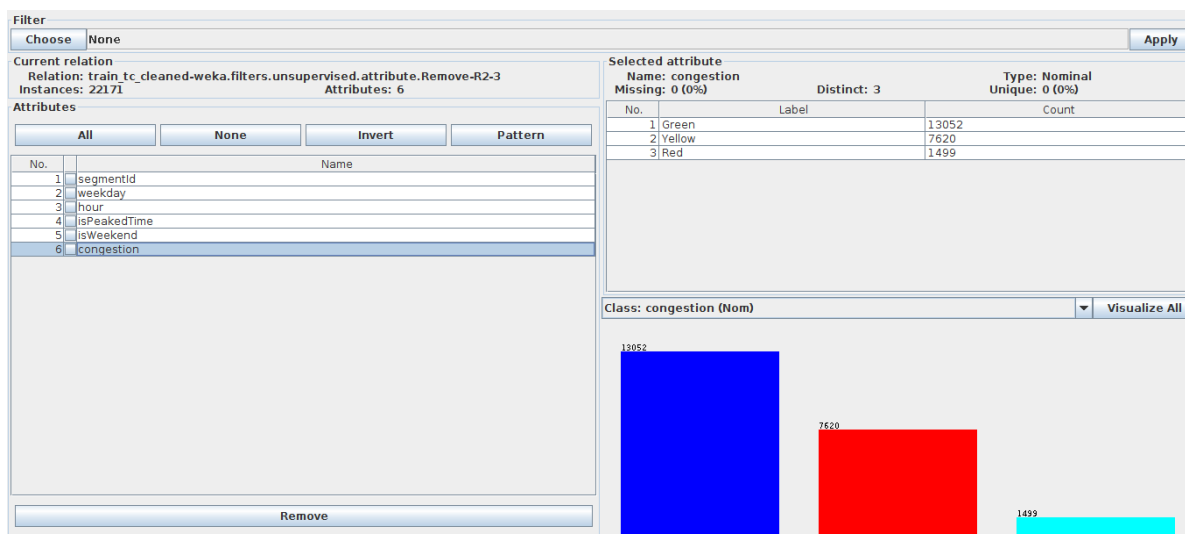 Filter
Choose None Apply
Current relation
Relation: train_tc_cleaned-weka.filters.unsupervised.attribute.Remove-R2-3
Instances: 22171 Attributes: 6
Attributes
All None Invert Pattern
No. Name
1 segmentId
2 weekday
3 hour
4 isPeakedTime
5 isWeekend
6 congestion
Remove
Selected attribute
Name: congestion Type: Nominal
Missing: 0 (0%) Distinct: 3 Unique: 0 (0%)
No. Label Count
1 Green 13052
2 Yellow 7620
3 Red 1499
Class: congestion (Nom) Visualize All
13052
7620
1499